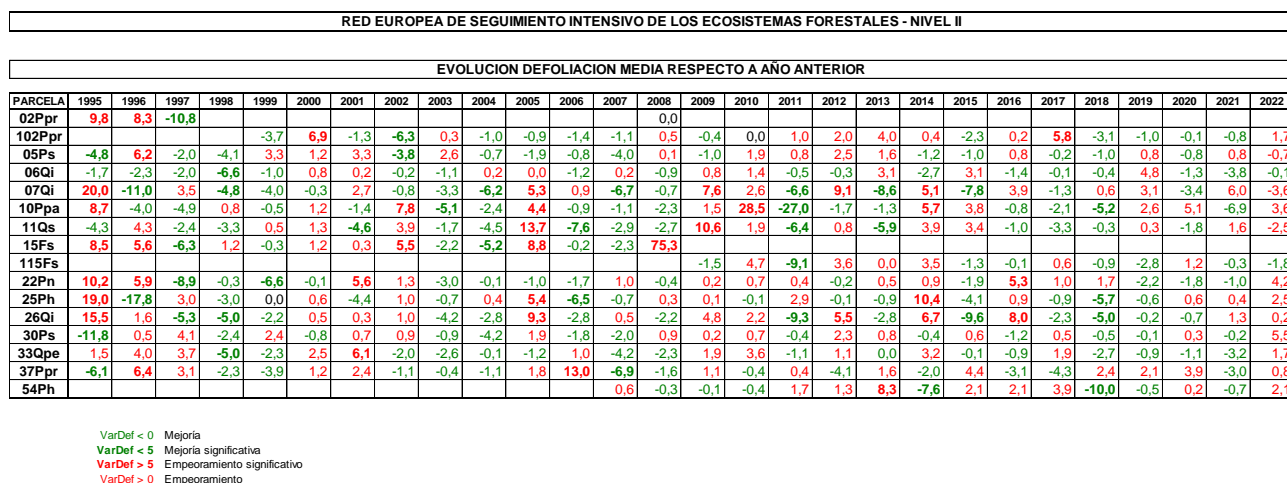 RED EUROPEA DE SEGUIMIENTO INTENSIVO DE LOS ECOSISTEMAS FORESTALES - NIVEL II
EVOLUCION DEFOLIACION MEDIA RESPECTO A AÑO ANTERIOR
PARCELA 1995 1996 1997 1998 1999 2000 2001 2002 2003 2004 2005 2006 2007 2008 2009 2010 2011 2012 2013 2014 2015 2016 2017 2018 2019 2020 2021 2022
02Ppr 9,8 8,3 -10,8 0,0
102Ppr -3,7 6,9 -1,3 -6,3 0,3 -1,0 -0,9 -1,4 -1,1 0,5 -0,4 0,0 1,0 2,0 4,0 0,4 -2,3 0,2 5,8 -3,1 -1,0 -0,1 -0,8 1,7
05Ps -4,8 6,2 -2,0 -4,1 3,3 1,2 3,3 -3,8 2,6 -0,7 -1,9 -0,8 -4,0 0,1 -1,0 1,9 0,8 2,5 1,6 -1,2 -1,0 0,8 -0,2 -1,0 0,8 -0,8 0,8 -0,7
06Qi -1,7 -2,3 -2,0 -6,6 -1,0 0,8 0,2 -0,2 -1,1 0,2 0,0 -1,2 0,2 -0,9 0,8 1,4 -0,5 -0,3 3,1 -2,7 3,1 -1,4 -0,1 -0,4 4,8 -1,3 -3,8 -0,1
07Qi 20,0 -11,0 3,5 -4,8 -4,0 -0,3 2,7 -0,8 -3,3 -6,2 5,3 0,9 -6,7 -0,7 7,6 2,6 -6,6 9,1 -8,6 5,1 -7,8 3,9 -1,3 0,6 3,1 -3,4 6,0 -3,6
10Ppa 8,7 -4,0 -4,9 0,8 -0,5 1,2 -1,4 7,8 -5,1 -2,4 4,4 -0,9 -1,1 -2,3 1,5 28,5 -27,0 -1,7 -1,3 5,7 3,8 -0,8 -2,1 -5,2 2,6 5,1 -6,9 3,6
11Qs -4,3 4,3 -2,4 -3,3 0,5 1,3 -4,6 3,9 -1,7 -4,5 13,7 -7,6 -2,9 -2,7 10,6 1,9 -6,4 0,8 -5,9 3,9 3,4 -1,0 -3,3 -0,3 0,3 -1,8 1,6 -2,5
15Fs 8,5 5,6 -6,3 1,2 -0,3 1,2 0,3 5,5 -2,2 -5,2 8,8 -0,2 -2,3 75,3
115Fs -1,5 4,7 -9,1 3,6 0,0 3,5 -1,3 -0,1 0,6 -0,9 -2,8 1,2 -0,3 -1,8
22Pn 10,2 5,9 -8,9 -0,3 -6,6 -0,1 5,6 1,3 -3,0 -0,1 -1,0 -1,7 1,0 -0,4 0,2 0,7 0,4 -0,2 0,5 0,9 -1,9 5,3 1,0 1,7 -2,2 -1,8 -1,0 4,2
25Ph 19,0 -17,8 3,0 -3,0 0,0 0,6 -4,4 1,0 -0,7 0,4 5,4 -6,5 -0,7 0,3 0,1 -0,1 2,9 -0,1 -0,9 10,4 -4,1 0,9 -0,9 -5,7 -0,6 0,6 0,4 2,5
26Qi 15,5 1,6 -5,3 -5,0 -2,2 0,5 0,3 1,0 -4,2 -2,8 9,3 -2,8 0,5 -2,2 4,8 2,2 -9,3 5,5 -2,8 6,7 -9,6 8,0 -2,3 -5,0 -0,2 -0,7 1,3 0,2
30Ps -11,8 0,5 4,1 -2,4 2,4 -0,8 0,7 0,9 -0,9 -4,2 1,9 -1,8 -2,0 0,9 0,2 0,7 -0,4 2,3 0,8 -0,4 0,6 -1,2 0,5 -0,5 -0,1 0,3 -0,2 5,5
33Qpe 1,5 4,0 3,7 -5,0 -2,3 2,5 6,1 -2,0 -2,6 -0,1 -1,2 1,0 -4,2 -2,3 1,9 3,6 -1,1 1,1 0,0 3,2 -0,1 -0,9 1,9 -2,7 -0,9 -1,1 -3,2 1,7
37Ppr -6,1 6,4 3,1 -2,3 -3,9 1,2 2,4 -1,1 -0,4 -1,1 1,8 13,0 -6,9 -1,6 1,1 -0,4 0,4 -4,1 1,6 -2,0 4,4 -3,1 -4,3 2,4 2,1 3,9 -3,0 0,8
54Ph 0,6 -0,3 -0,1 -0,4 1,7 1,3 8,3 -7,6 2,1 2,1 3,9 -10,0 -0,5 0,2 -0,7 2,1
VarDef < 0 Mejoría
VarDef < 5 Mejoría significativa
VarDef > 5 Empeoramiento significativo
VarDef > 0 Empeoramiento